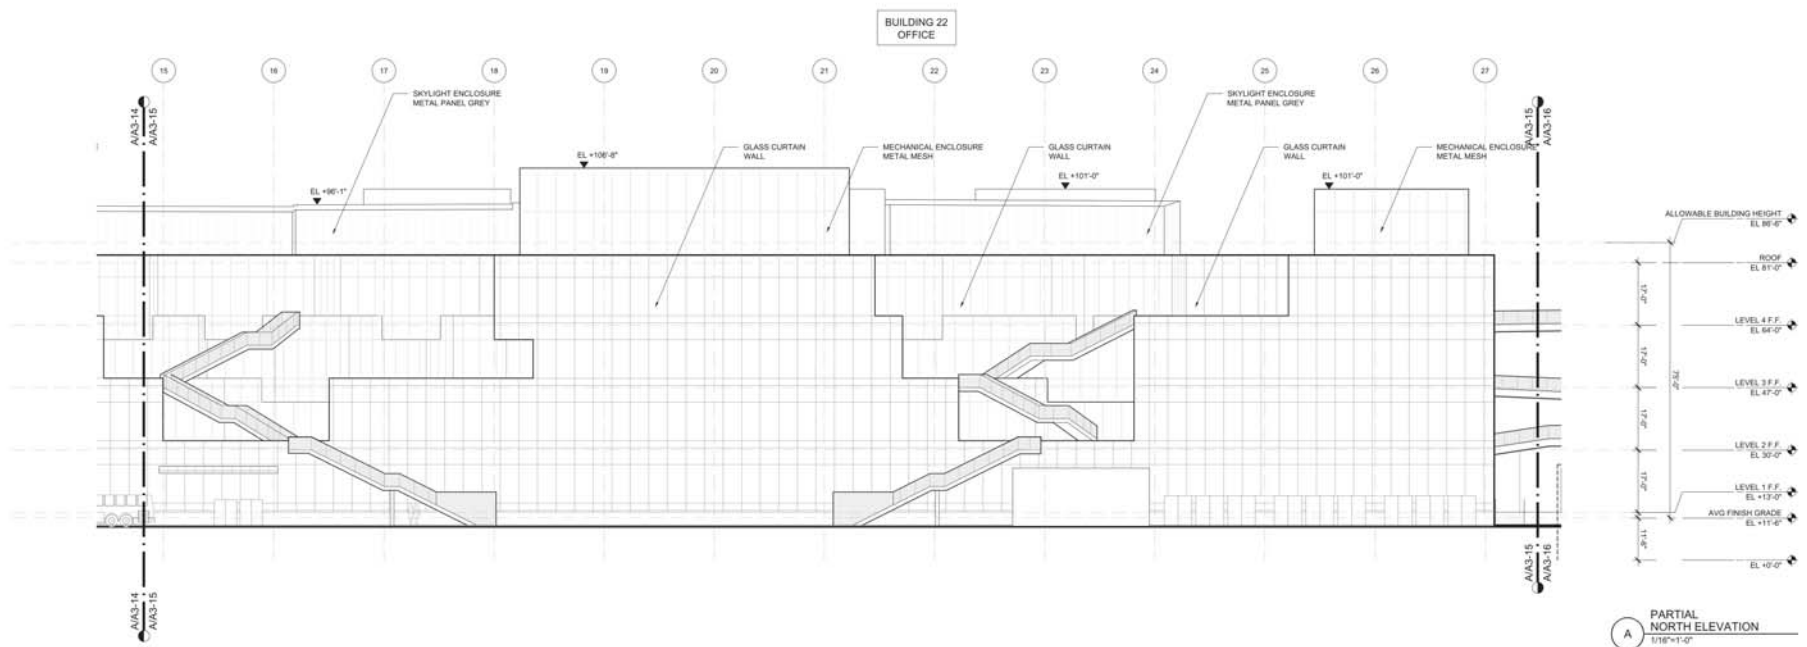 BUILDING 22
OFFICE
15
16
17
18
19
20
21
22
23
24
25
26
27
SKYLIGHT ENCLOSURE
METAL PANEL GREY
SKYLIGHT ENCLOSURE
METAL PANEL GREY
A/A3-14
A/A3-15
A/A3-15
A/A3-16
GLASS CURTAIN
WALL
MECHANICAL ENCLOSURE
METAL MESH
GLASS CURTAIN
WALL
GLASS CURTAIN
WALL
MECHANICAL ENCLOSURE
METAL MESH
EL +106'-8"
EL +96'-1"
EL +101'-0"
EL +101'-0"
ALLOWABLE BUILDING HEIGHT
EL 86'-6"
ROOF
EL 81'-0"
17'-0"
LEVEL 4 F.F.
EL 64'-0"
17'-0"
75'-0"
LEVEL 3 F.F.
EL 47'-0"
17'-0"
LEVEL 2 F.F.
EL 30'-0"
17'-0"
LEVEL 1 F.F.
EL +13'-0"
AVG FINISH GRADE
EL +11'-6"
11'-6"
EL +0'-0"
A/A3-14
A/A3-15
A/A3-15
A/A3-16
A
PARTIAL
NORTH ELEVATION
1/16"=1'-0"